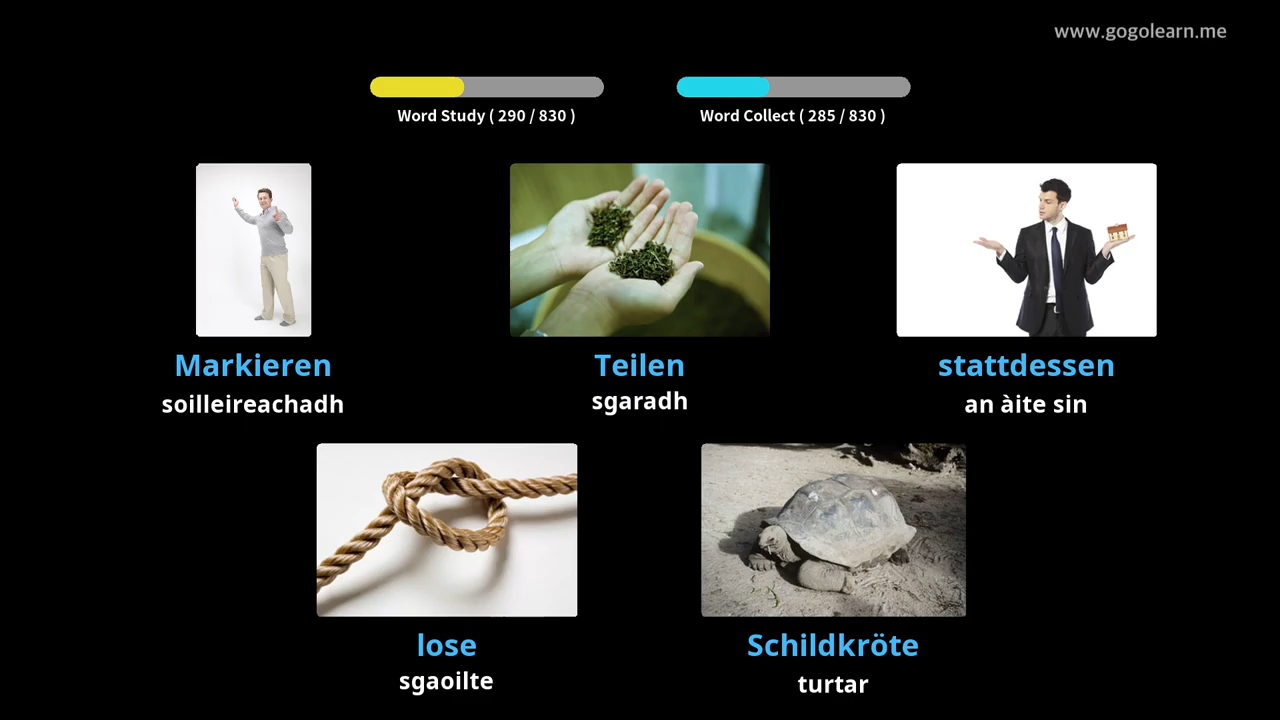 www.gogolearn.me
Word Study ( 290 / 830 )
Word Collect ( 285 / 830 )
Markieren
soilleireachadh
Teilen
sgaradh
stattdessen
an àite sin
lose
sgaoilte
Schildkröte
turtar